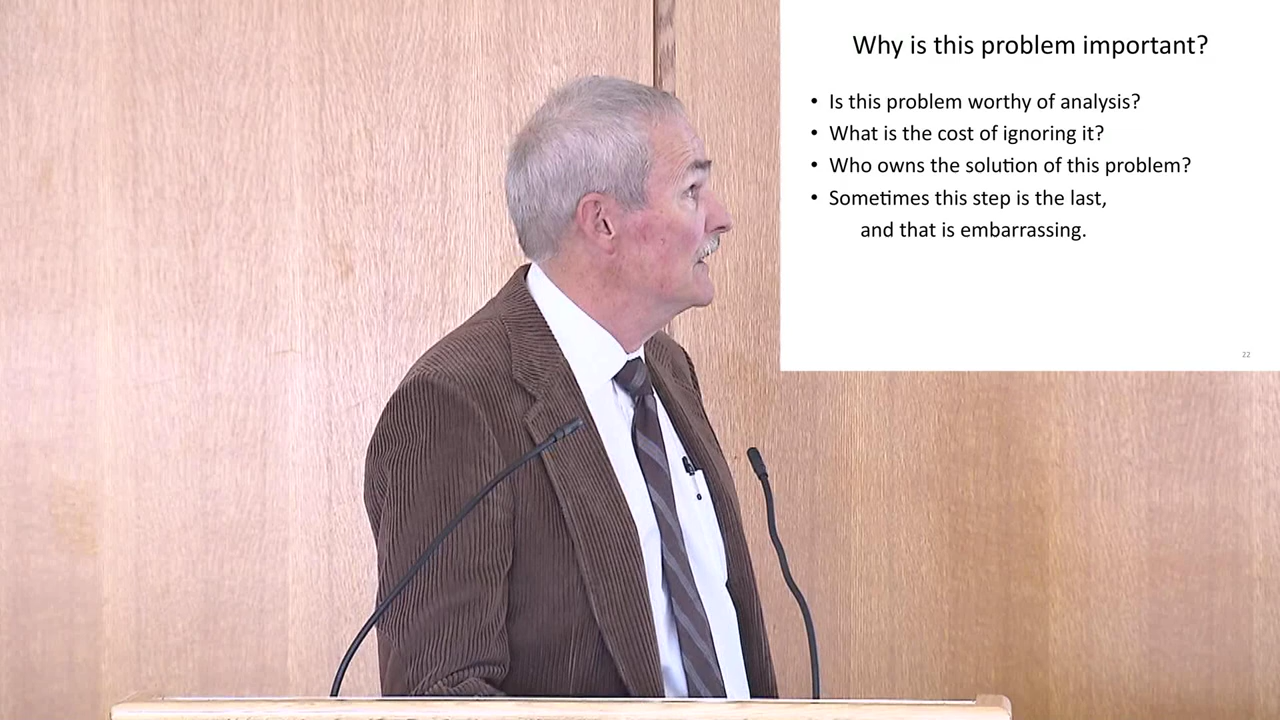 Why is this problem important?
• Is this problem worthy of analysis?
• What is the cost of ignoring it?
• Who owns the solution of this problem?
• Sometimes this step is the last,
and that is embarrassing.
22